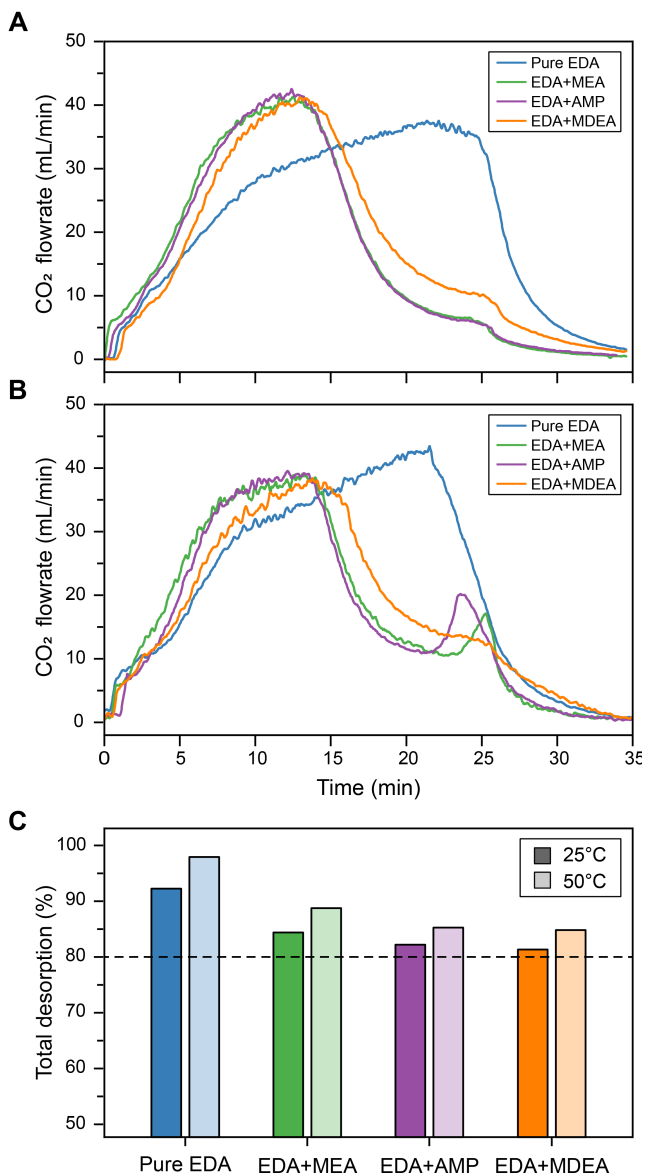 A
50
40
30
20
10
0
CO₂ flowrate (mL/min)
Pure EDA
EDA+MEA
EDA+AMP
EDA+MDEA
B
50
40
30
20
10
0
CO₂ flowrate (mL/min)
Pure EDA
EDA+MEA
EDA+AMP
EDA+MDEA
0 5 10 15 20 25 30 35
Time (min)
C
100
90
80
80
60
50
Total desorption (%)
25°C
50°C
Pure EDA EDA+MEA EDA+AMP EDA+MDEA